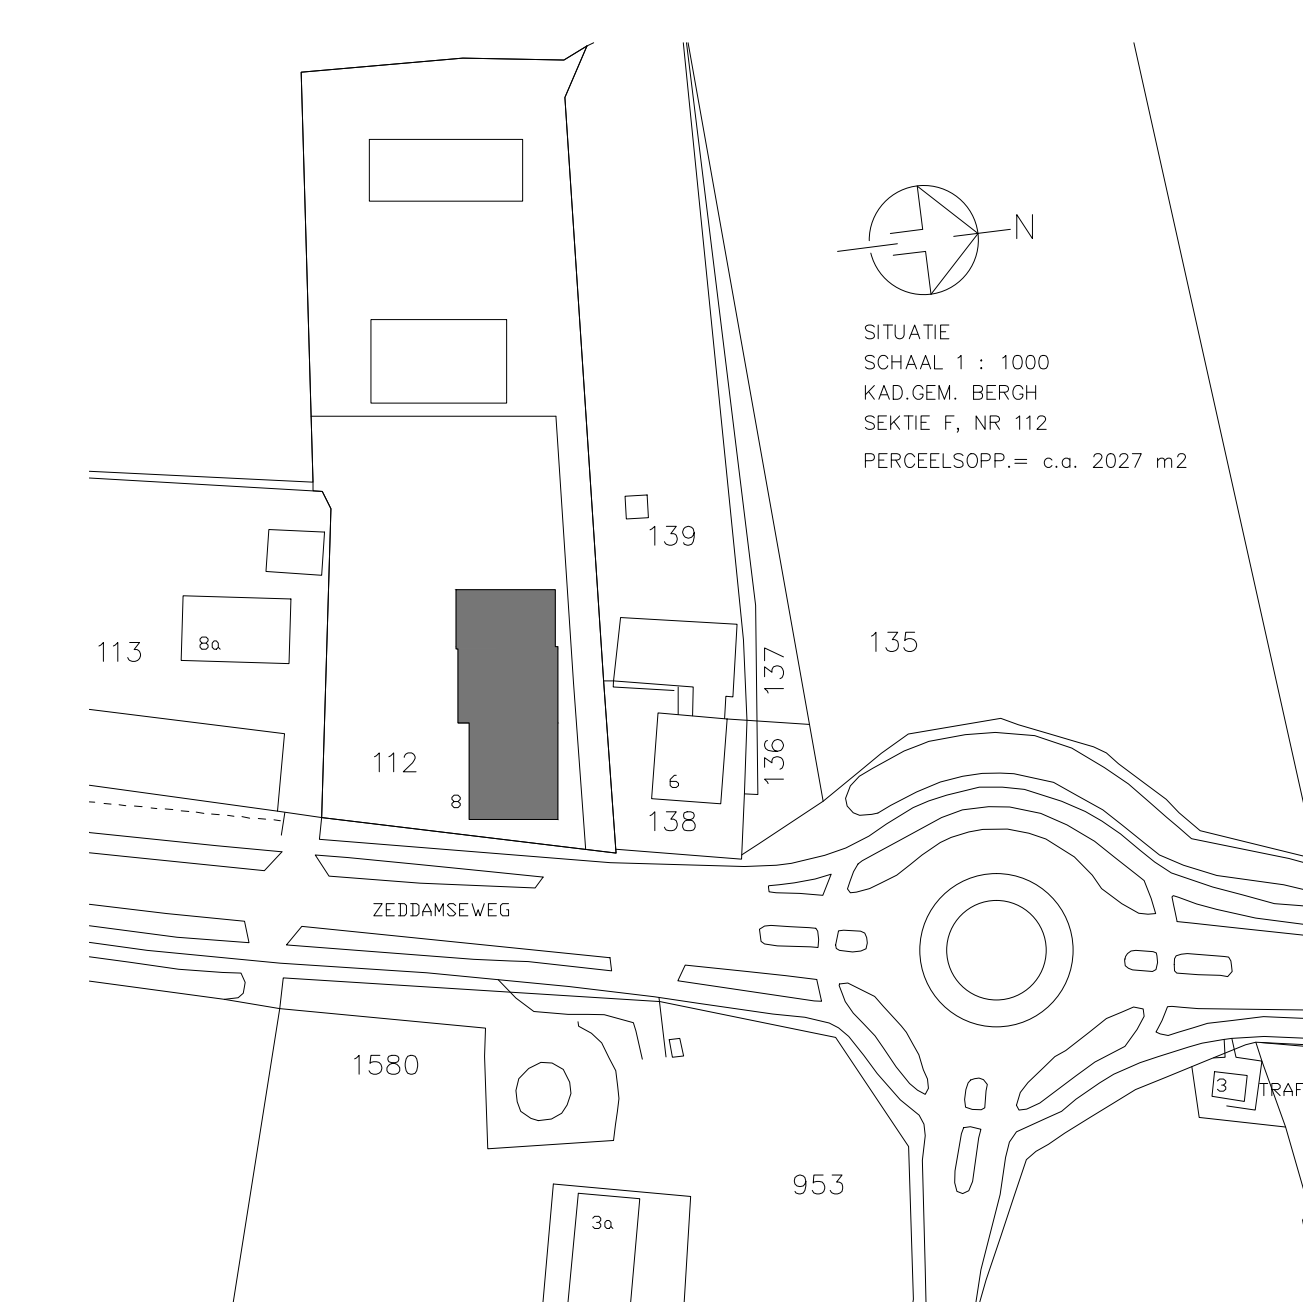 N
SITUATIE
SCHAAL 1 : 1000
KAD.GEM. BERGH
SEKTIE F, NR 112
PERCEELSOPP.= c.a. 2027 m2
139
113
8a
137
135
112
8
136
6
138
ZEDDAMSEWEG
1580
3
TRAF
953
3a